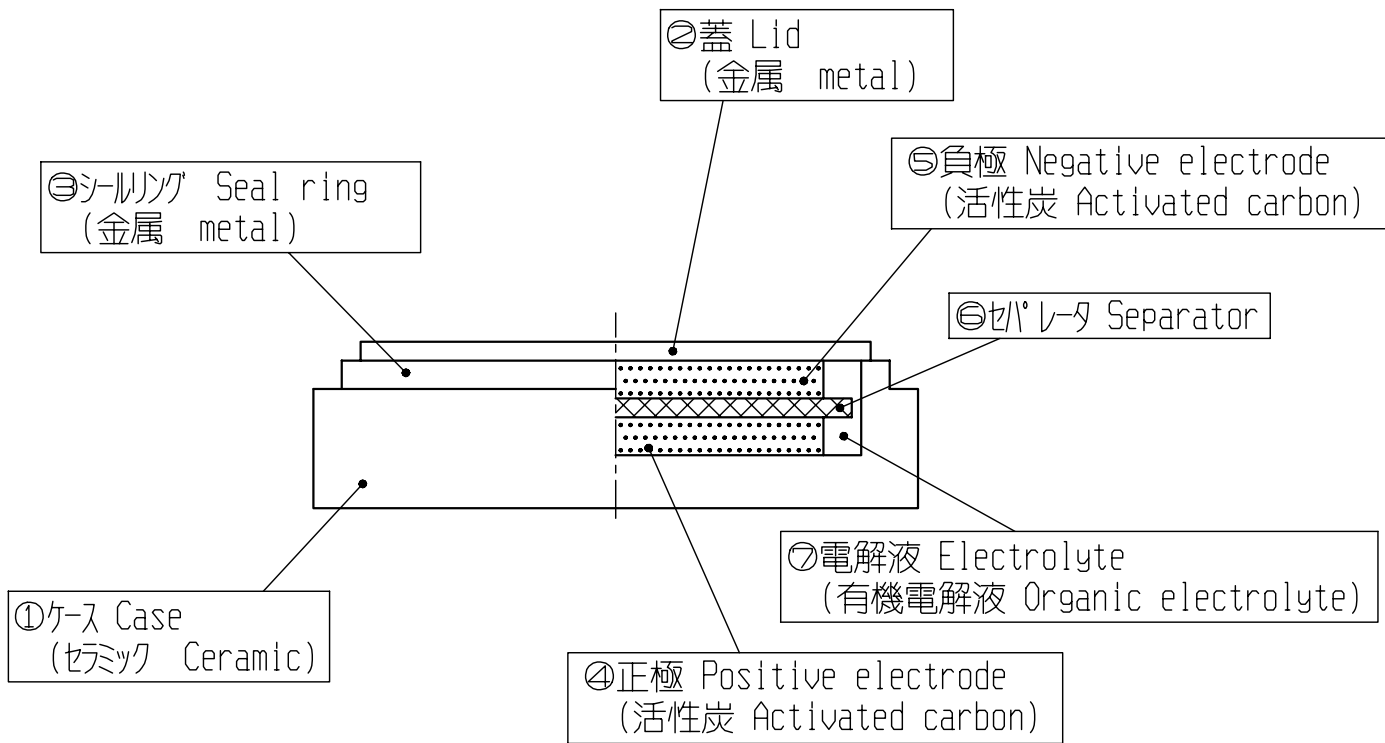 ②蓋 Lid
(金属 metal)
③シールリング Seal ring
(金属 metal)
⑤負極 Negative electrode
(活性炭 Activated carbon)
⑥セパレータ Separator
⑦電解液 Electrolyte
(有機電解液 Organic electrolyte)
①ケース Case
(セラミック Ceramic)
④正極 Positive electrode
(活性炭 Activated carbon)